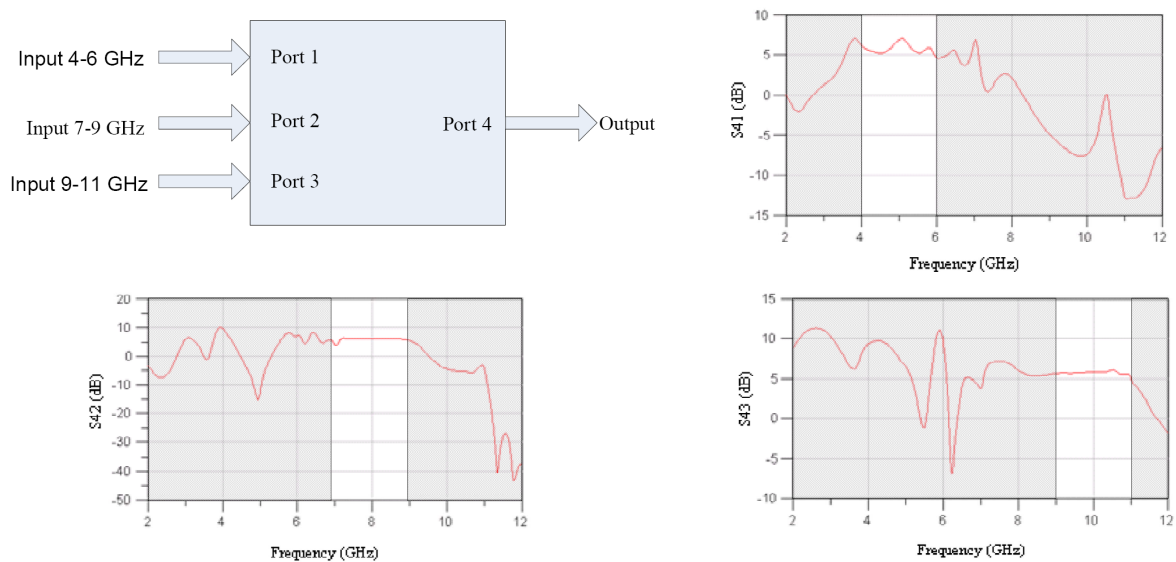 Input 4-6 GHz
Port 1
Input 7-9 GHz
Port 2
Port 4
Output
Input 9-11 GHz
Port 3
10
5
0
-5
-10
-15
S41 (dB)
2 4 6 8 10 12
Frequency (GHz)
20
10
0
-10
-20
-30
-40
-50
S42 (dB)
2 4 6 8 10 12
Frequency (GHz)
15
10
5
0
-5
-10
S43 (dB)
2 4 6 8 10 12
Frequency (GHz)